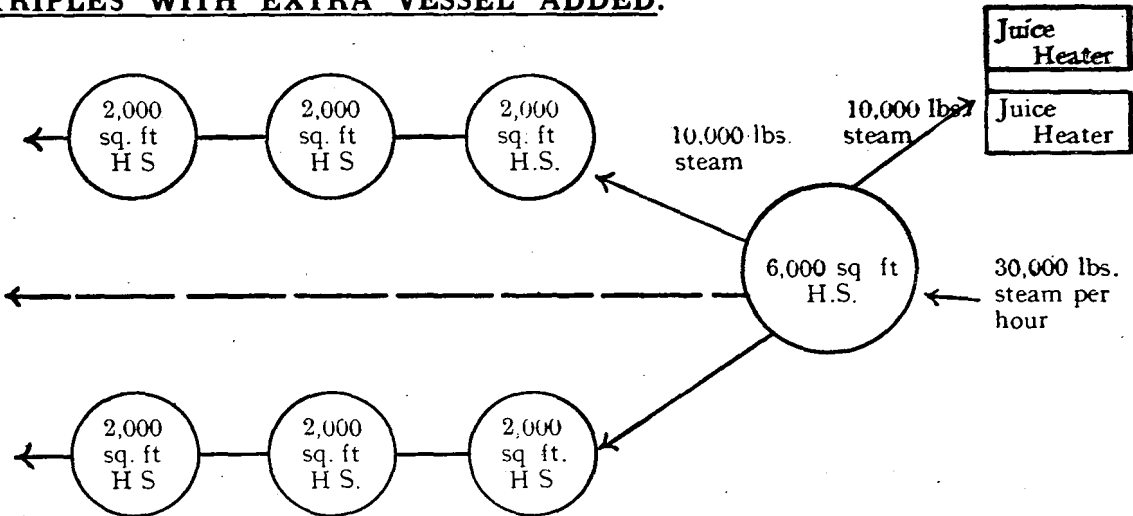 TRIPLES WITH EXTRA VESSEL ADDED.
Juice
Heater
Juice
Heater
2,000
sq. ft
H S
2,000
sq. ft
H S
2,000
sq. ft
H.S.
10,000 lbs.
steam
10,000 lbs.
steam
6,000 sq ft
H.S.
30,000 lbs.
steam per
hour
2,000
sq. ft
H S
2,000
sq. ft
H S.
2,000
sq ft.
H S